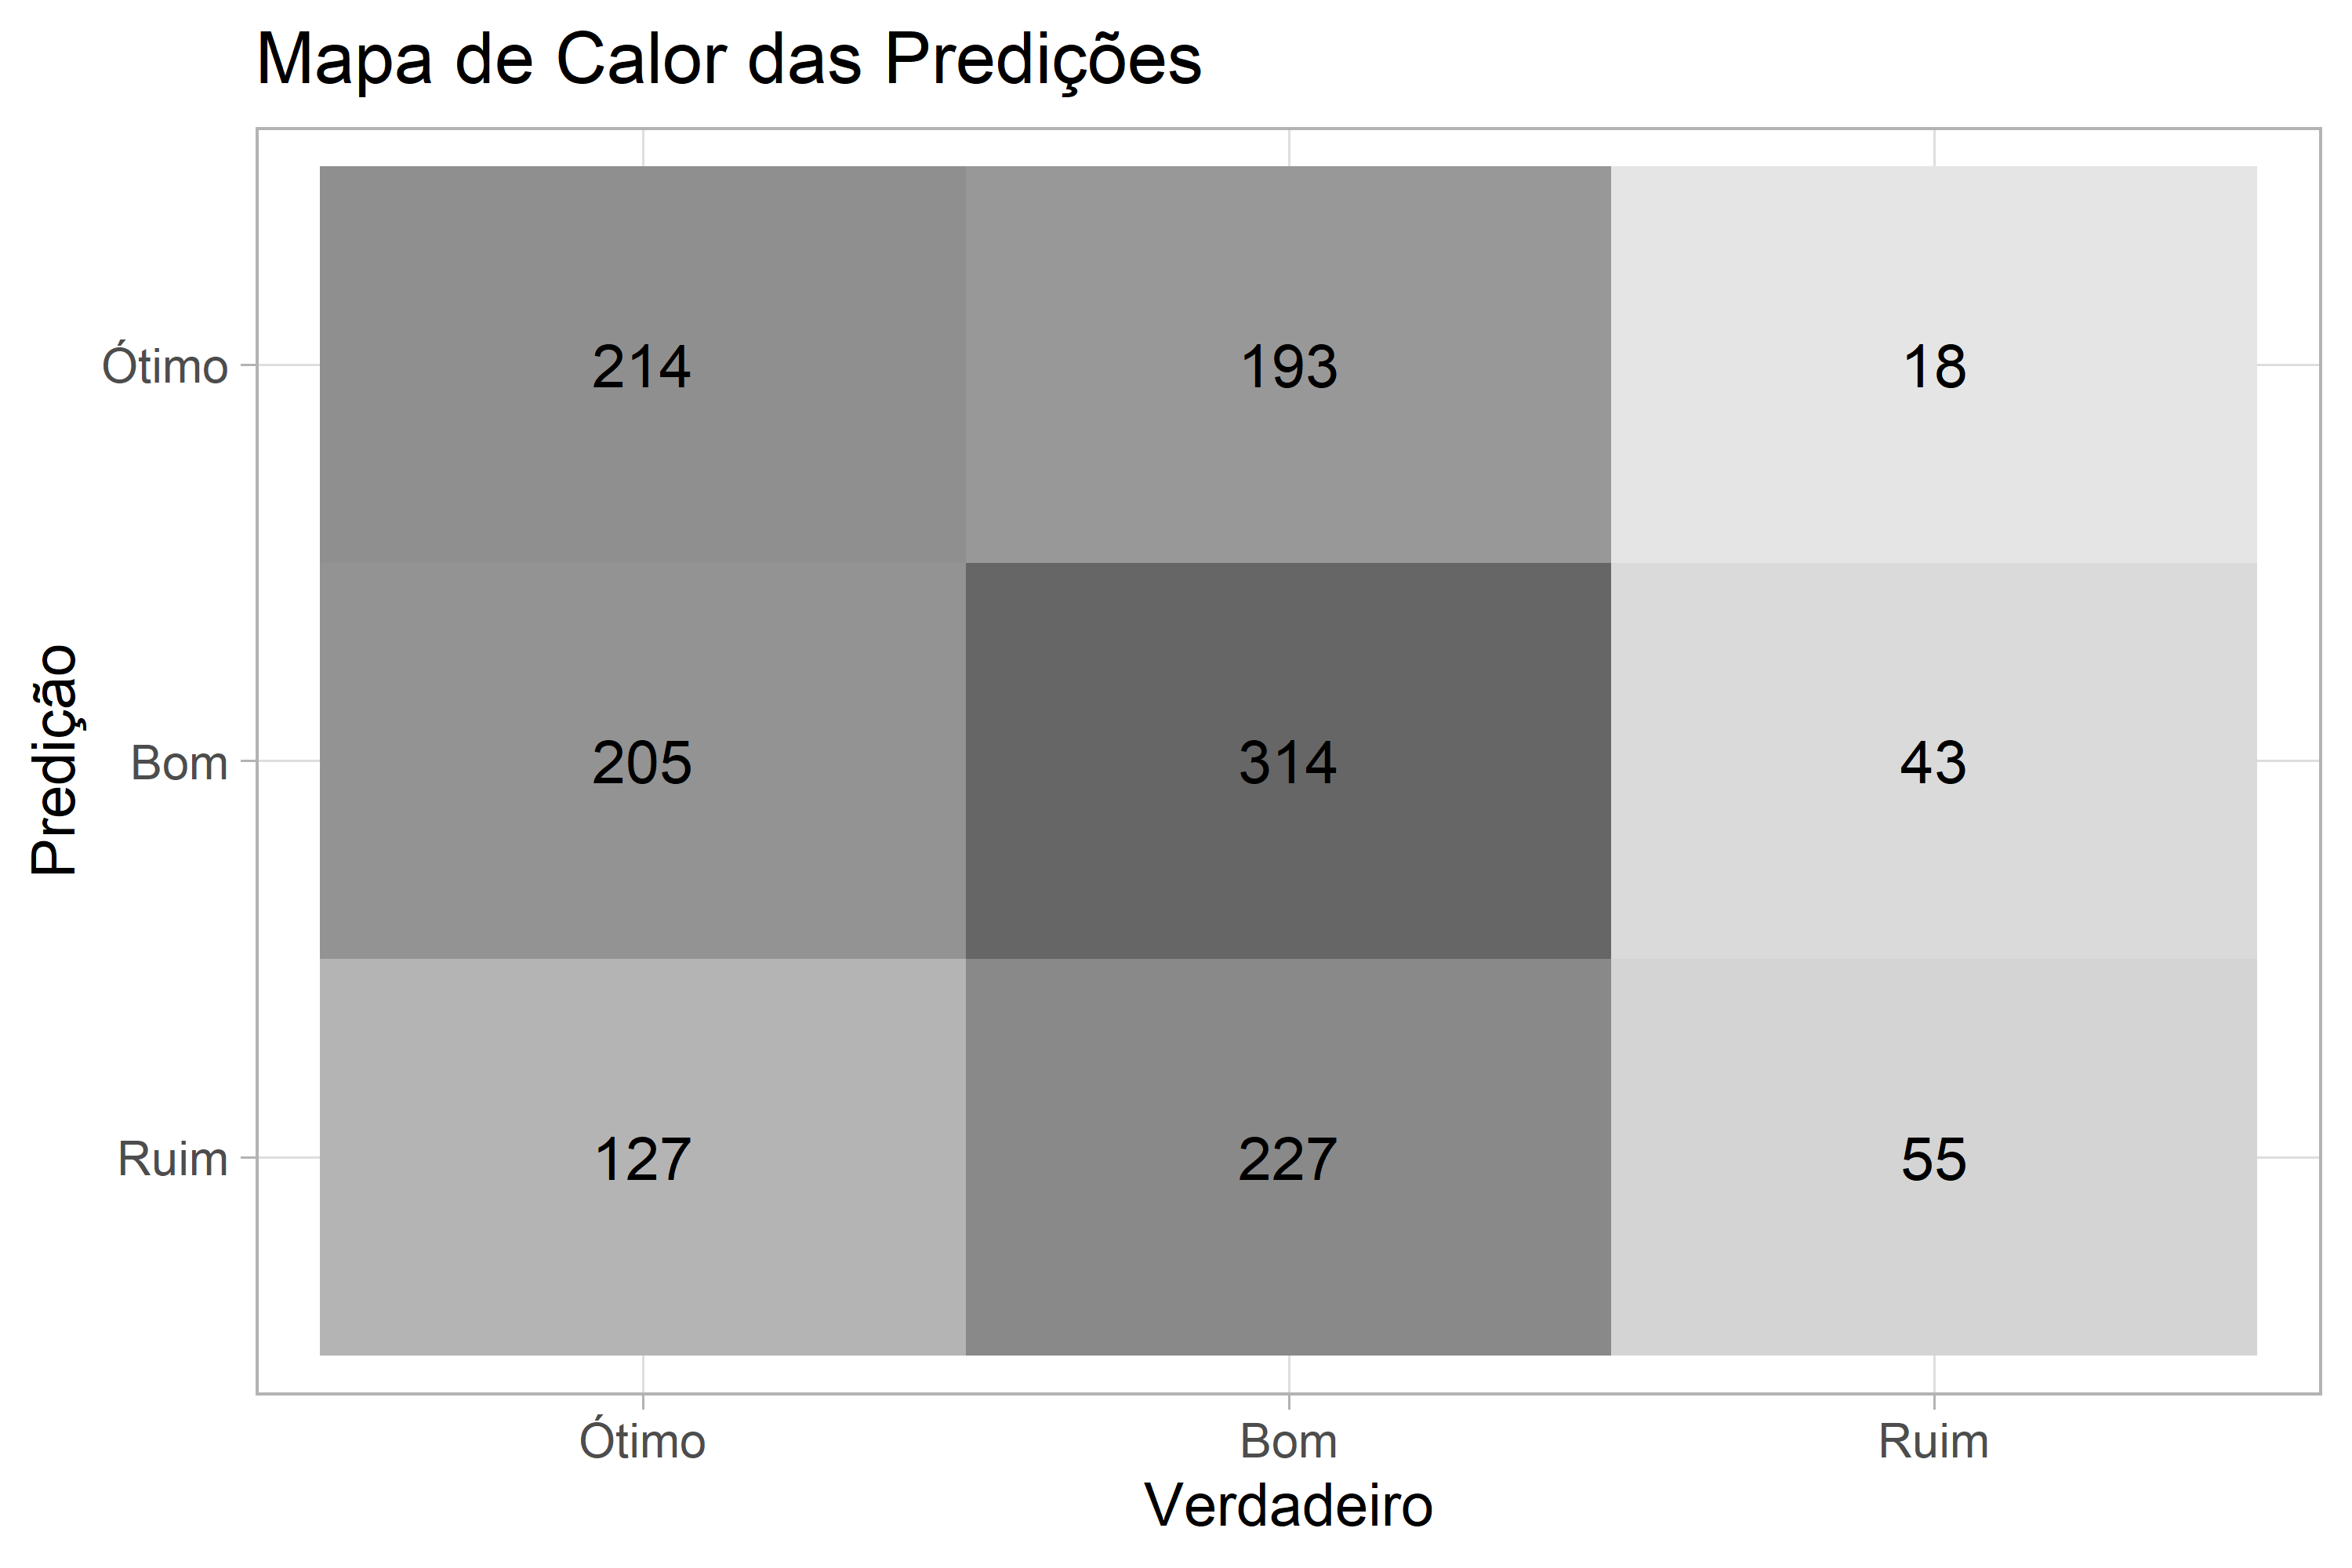 Mapa de Calor das Predições
Predição
Ótimo
214
193
18
Bom
205
314
43
Ruim
127
227
55
Ótimo
Bom
Ruim
Verdadeiro